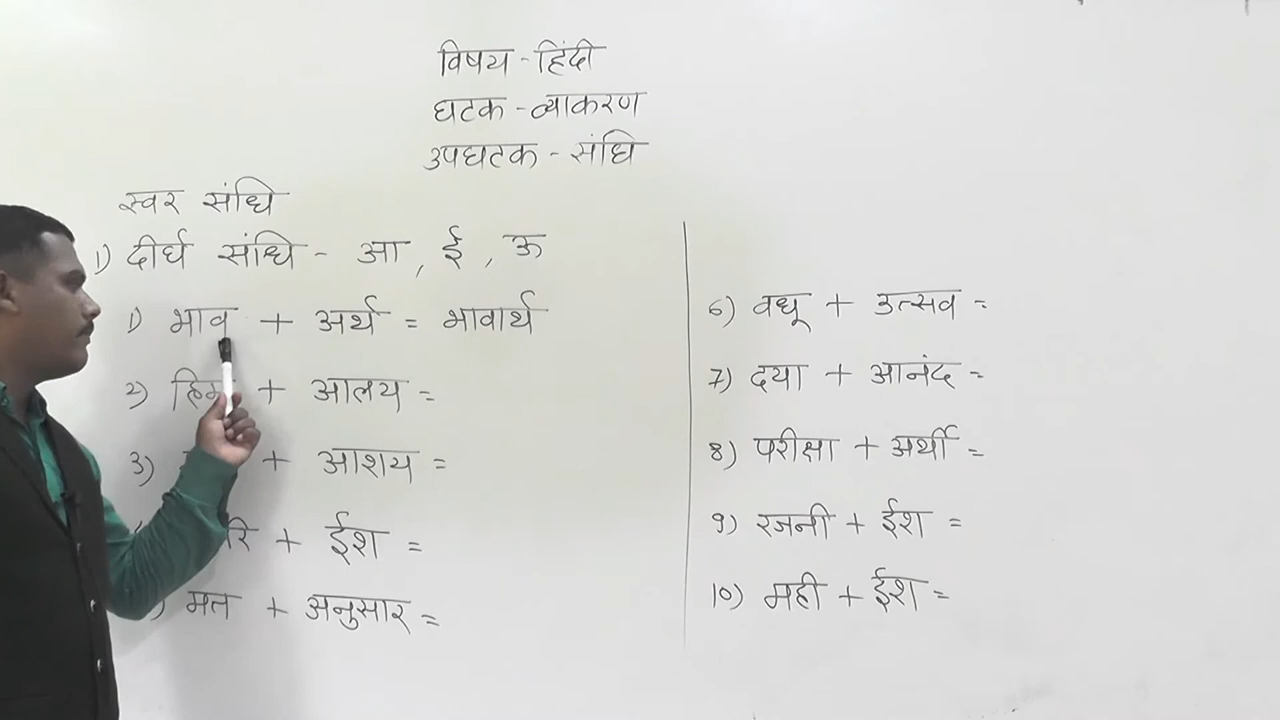 विषय - हिंदी
घटक - व्याकरण
उपघटक - संधि
स्वर संधि
1) दीर्घ संधि - आ, ई, ऊ
1) भाव + अर्थ = भावार्थ
2) हिम + आलय =
3) + आशय =
रि + ईश =
) मत + अनुसार =
6) वधू + उत्सव =
7) दया + आनंद =
8) परीक्षा + अर्थी =
9) रजनी + ईश =
10) मही + ईश =